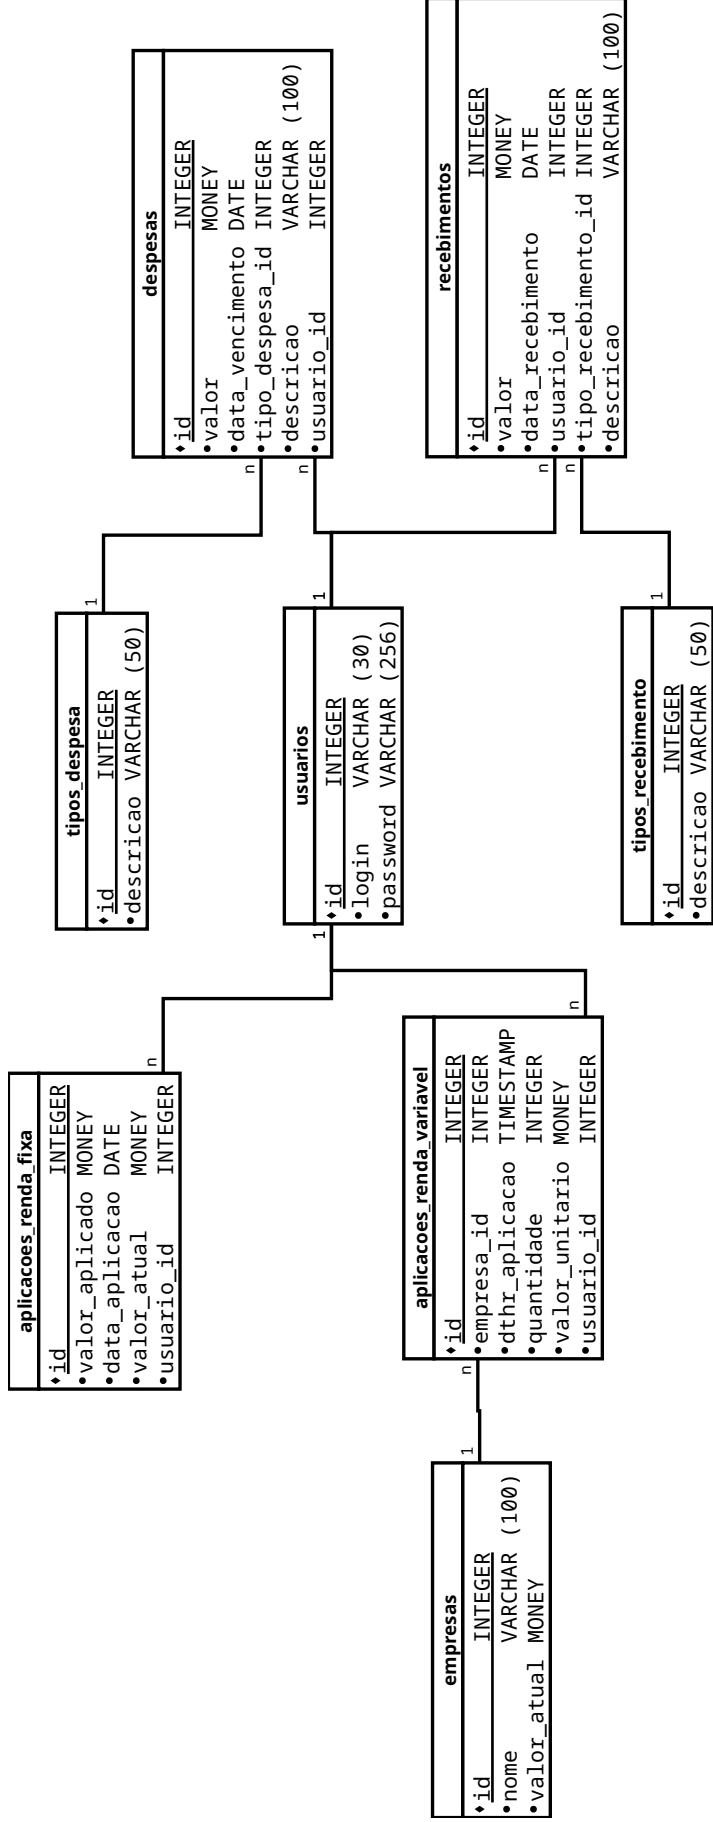 despesas
id INTEGER
valor MONEY
data_vencimento DATE
tipo_despesa_id INTEGER
descricao VARCHAR (100)
usuario_id INTEGER
recebimentos
id INTEGER
valor MONEY
data_recebimento DATE
usuario_id INTEGER
tipo_recebimento_id INTEGER
descricao VARCHAR (100)
n
n
n
n
1
1
1
tipos_despesa
id INTEGER
descricao VARCHAR (50)
usuarios
id INTEGER
login VARCHAR (30)
password VARCHAR (256)
tipos_recebimento
id INTEGER
descricao VARCHAR (50)
1
n
n
aplicacoes_renda_fixa
id INTEGER
valor_aplicado MONEY
data_aplicacao DATE
valor_atual MONEY
usuario_id INTEGER
aplicacoes_renda_variavel
id INTEGER
empresa_id INTEGER
dthr_aplicacao TIMESTAMP
quantidade INTEGER
valor_unitario MONEY
usuario_id INTEGER
n
1
empresas
id INTEGER
nome VARCHAR (100)
valor_atual MONEY